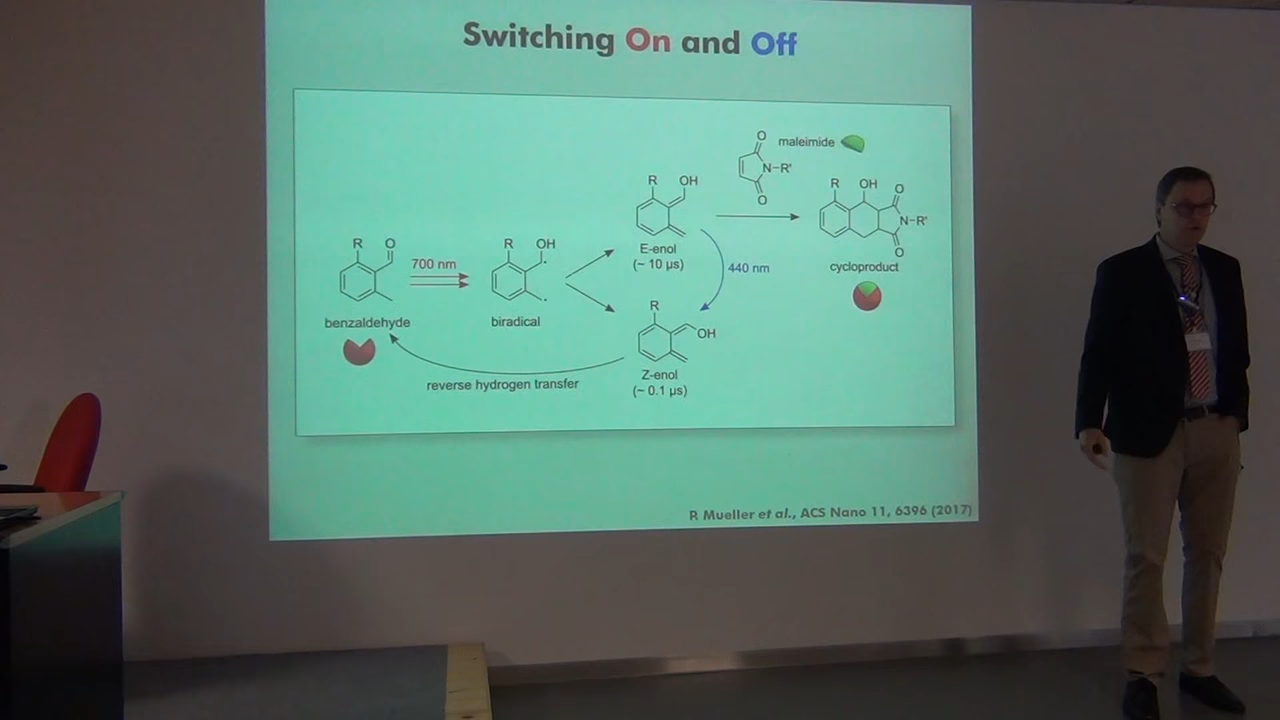 Switching On and Off
O
maleimide
N-R'
O
R OH
E-enol
(~ 10 µs)
R OH O
N-R'
O
cycloproduct
440 nm
R O
benzaldehyde
700 nm
R OH
biradical
R
OH
Z-enol
(~ 0.1 µs)
reverse hydrogen transfer
P. Mueller et al., ACS Nano 11, 6396 (2017)